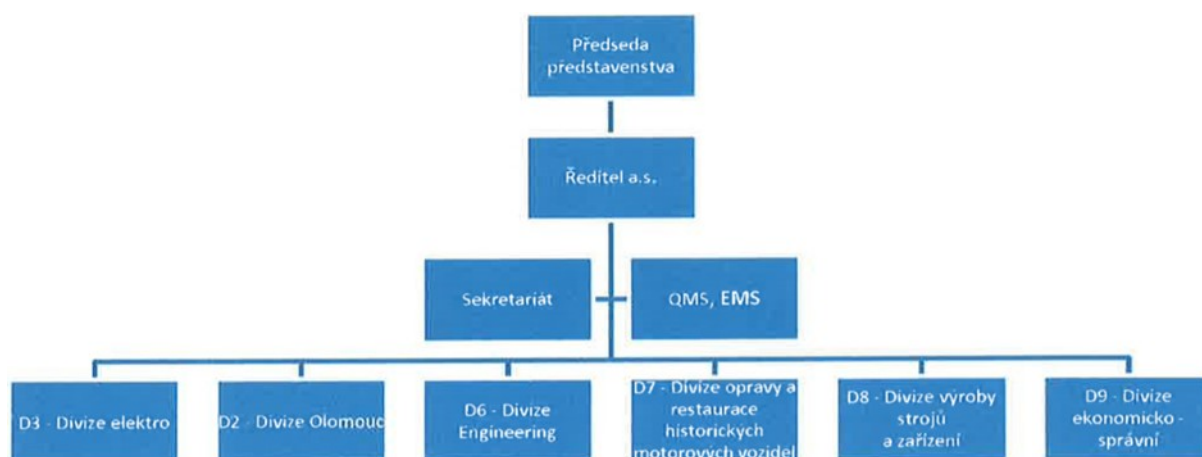 Předseda
představenstva
Ředitel a.s.
Sekretariát
QMS, EMS
D3 - Divize elektro
D2 - Divize Olomouc
D6 - Divize
Engineering
D7 - Divize opravy a
restaurace
historických
motorových vozidel
D8 - Divize výroby
strojů
a zařízení
D9 - Divize
ekonomicko -
správní